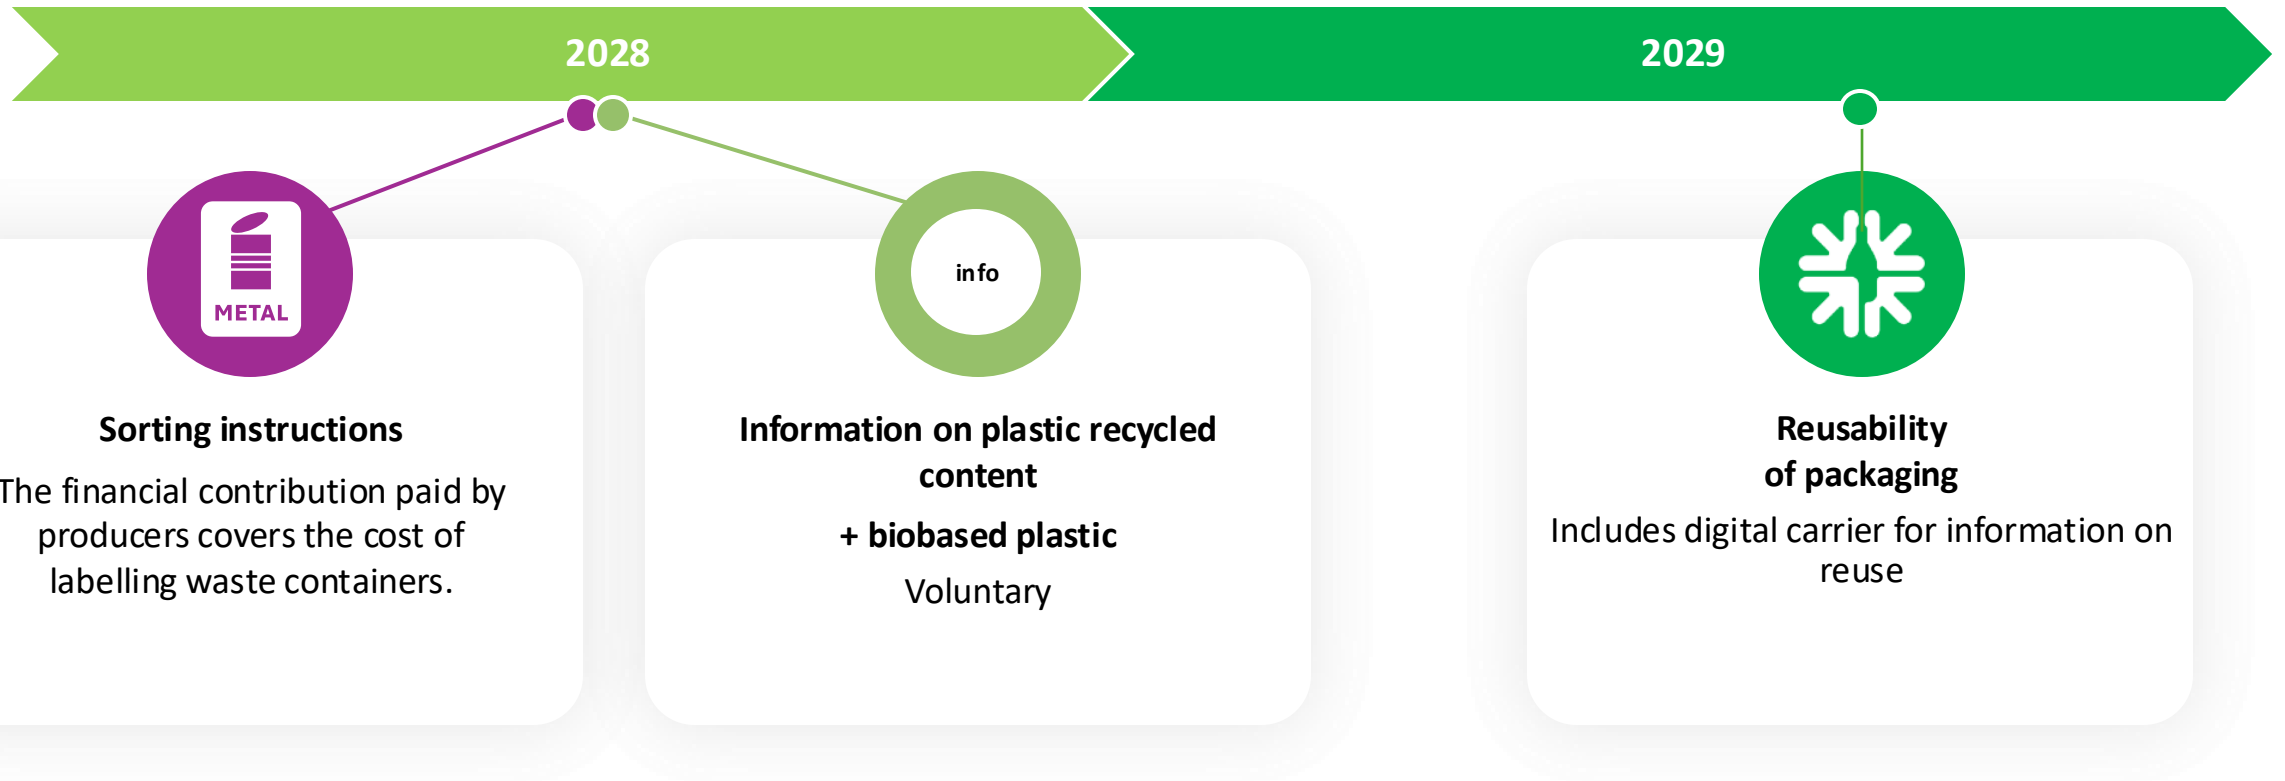 2028
2029
METAL
info
Sorting instructions
The financial contribution paid by
producers covers the cost of
labelling waste containers.
Information on plastic recycled
content
+ biobased plastic
Voluntary
Reusability
of packaging
Includes digital carrier for information on
reuse